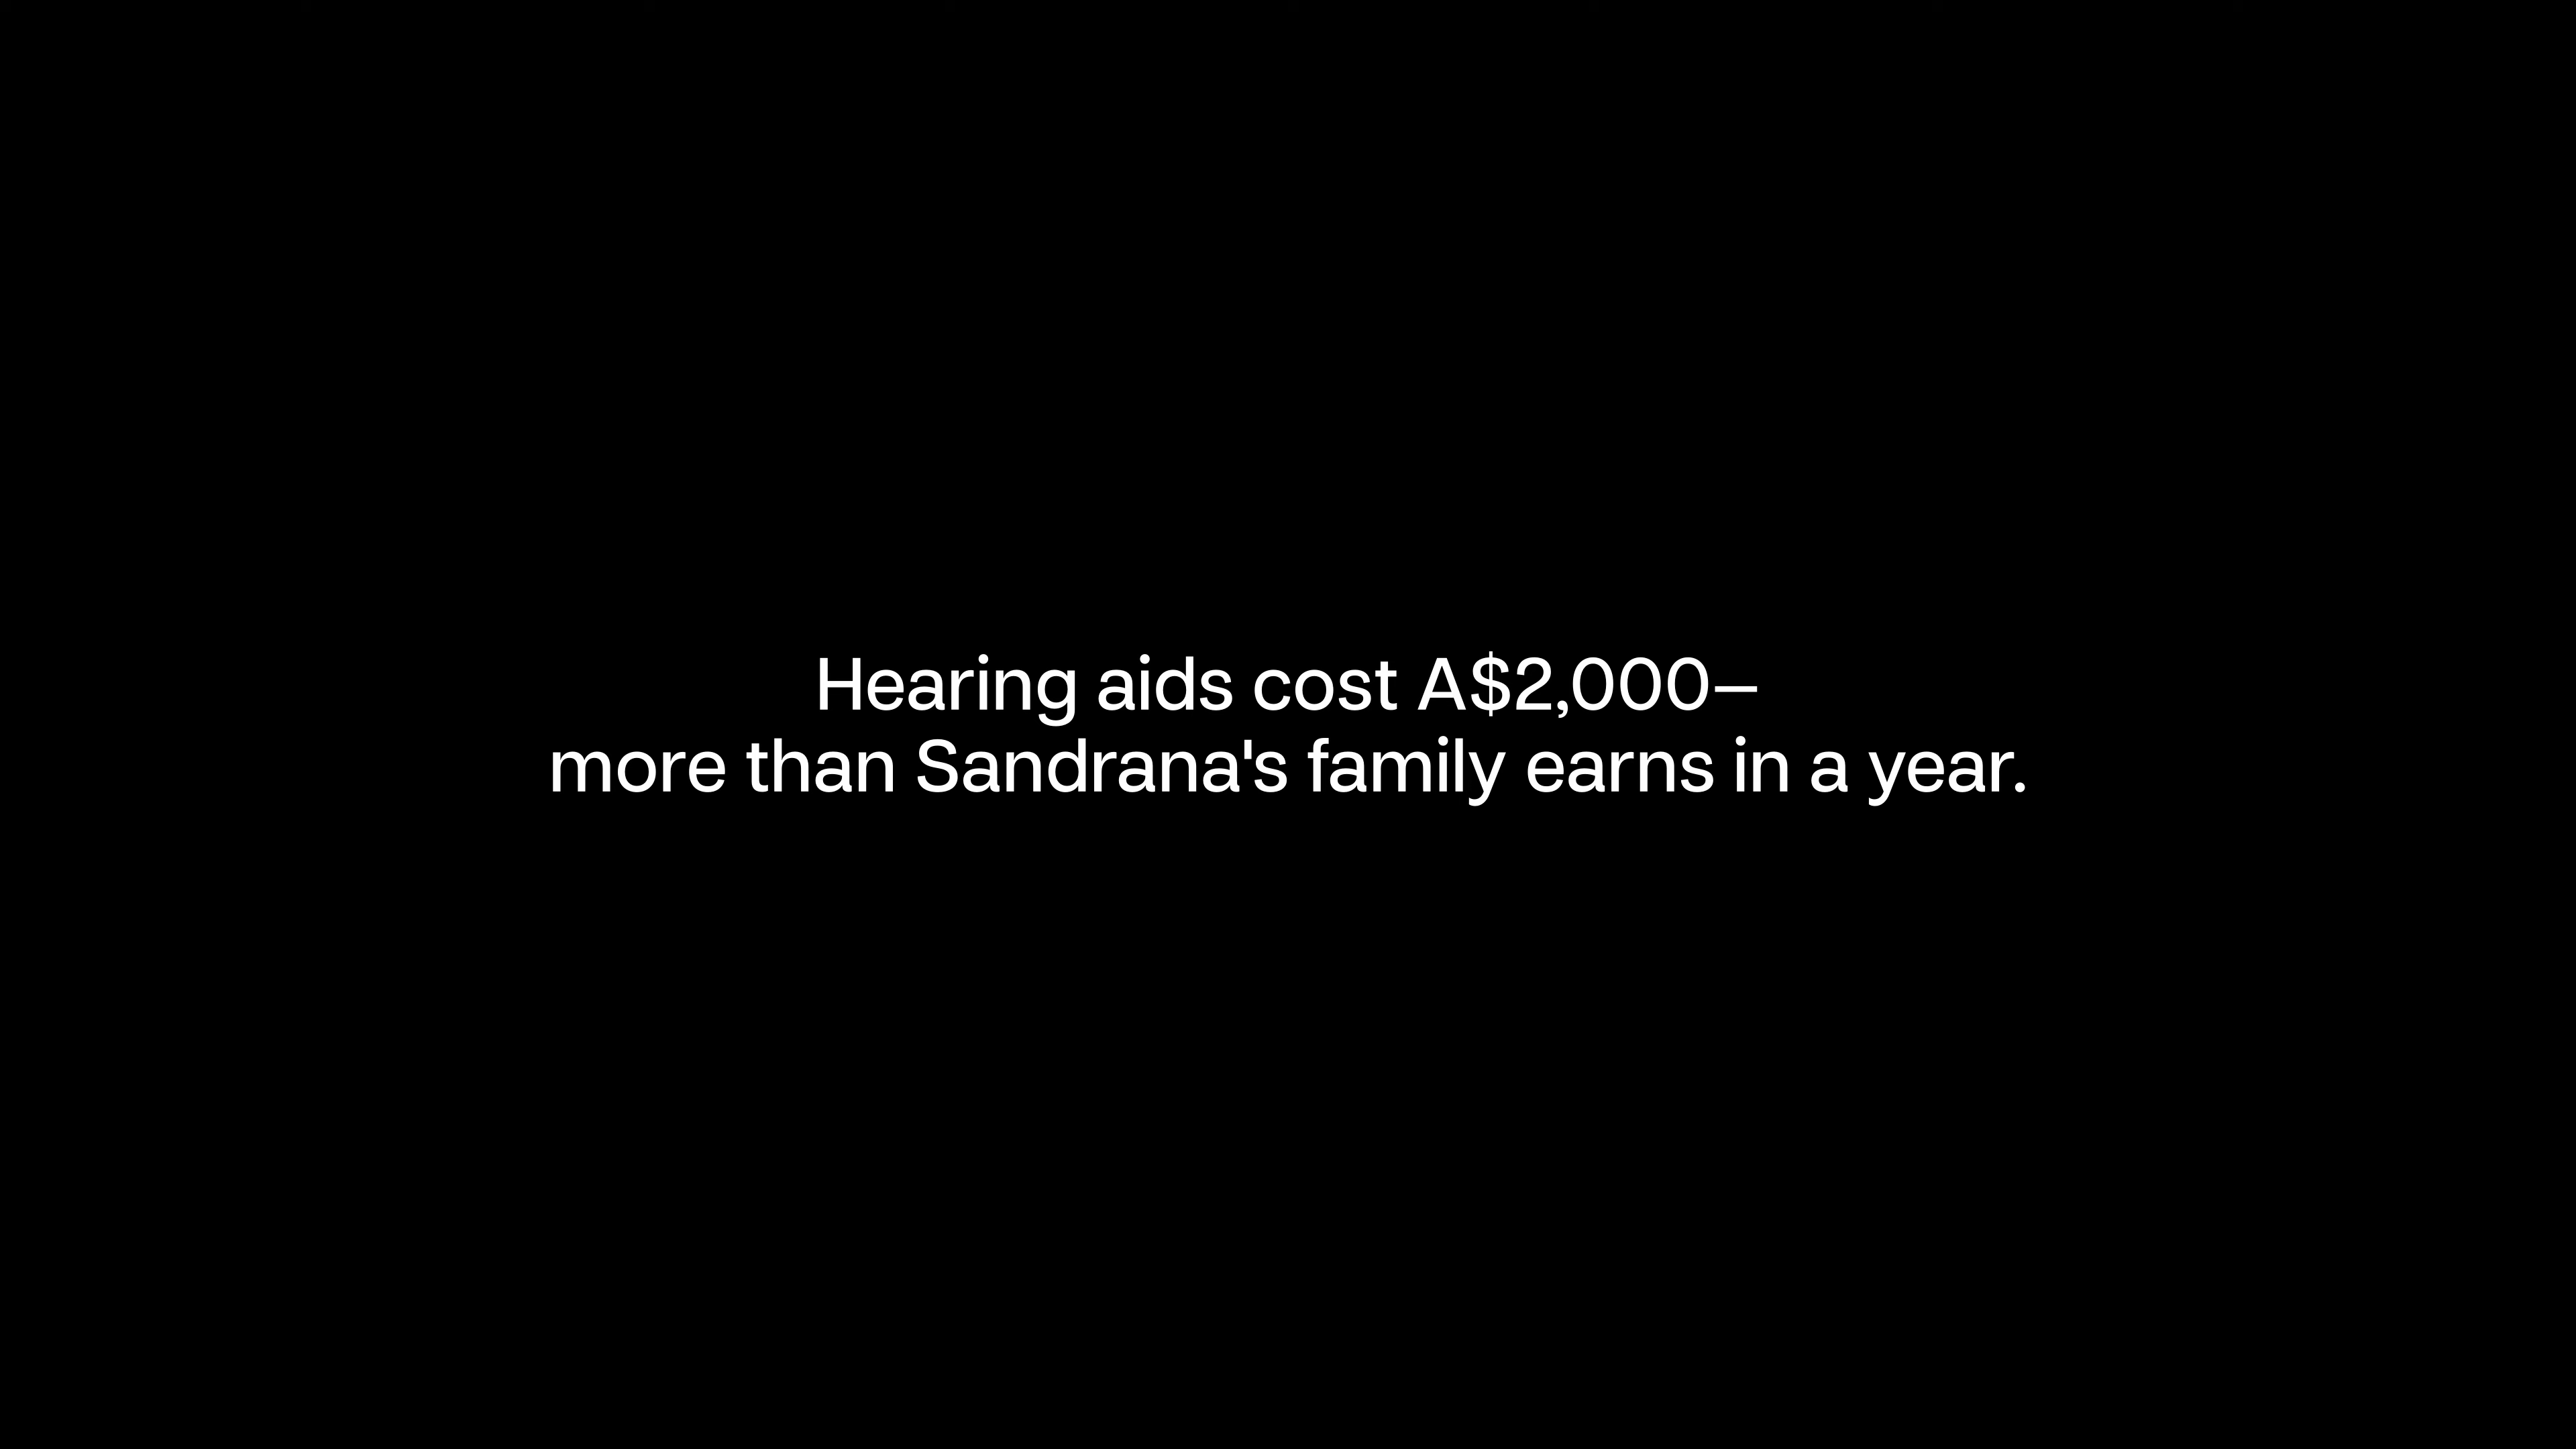 Hearing aids cost A$2,000—
more than Sandrana's family earns in a year.